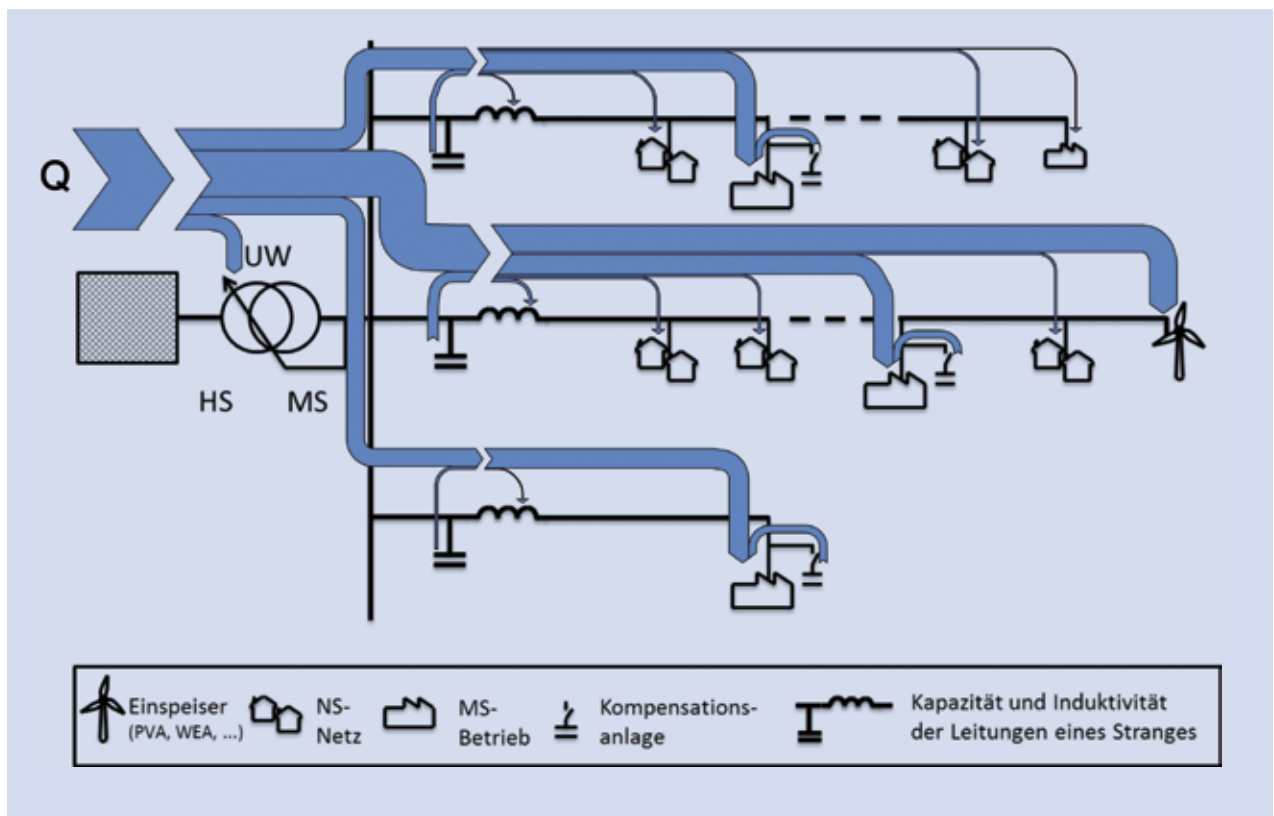 Q
UW
HS
MS
Einspeiser
(PVA, WEA, ...)
NS-
Netz
MS-
Betrieb
Kompensations-
anlage
Kapazität und Induktivität
der Leitungen eines Stranges